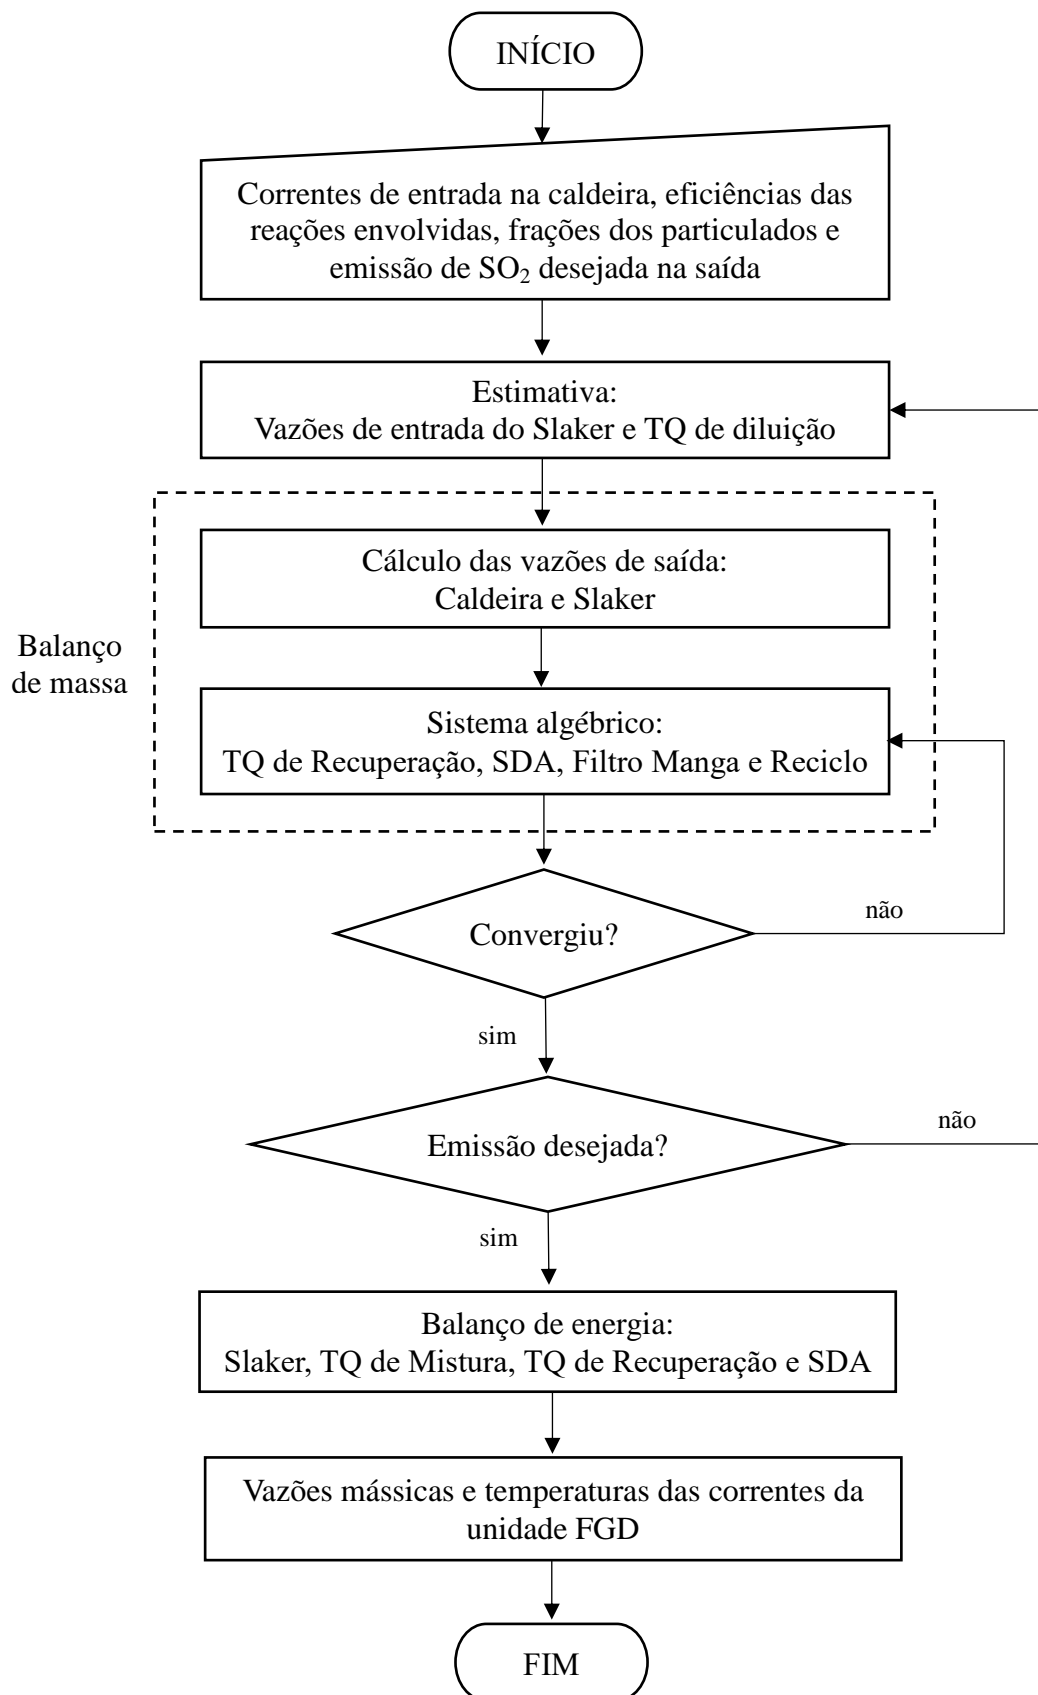 INÍCIO
Correntes de entrada na caldeira, eficiências das
reações envolvidas, frações dos particulados e
emissão de SO₂ desejada na saída
Estimativa:
Vazões de entrada do Slaker e TQ de diluição
Cálculo das vazões de saída:
Caldeira e Slaker
Balanço
de massa
Sistema algébrico:
TQ de Recuperação, SDA, Filtro Manga e Reciclo
Convergiu?
não
sim
Emissão desejada?
não
sim
Balanço de energia:
Slaker, TQ de Mistura, TQ de Recuperação e SDA
Vazões mássicas e temperaturas das correntes da
unidade FGD
FIM